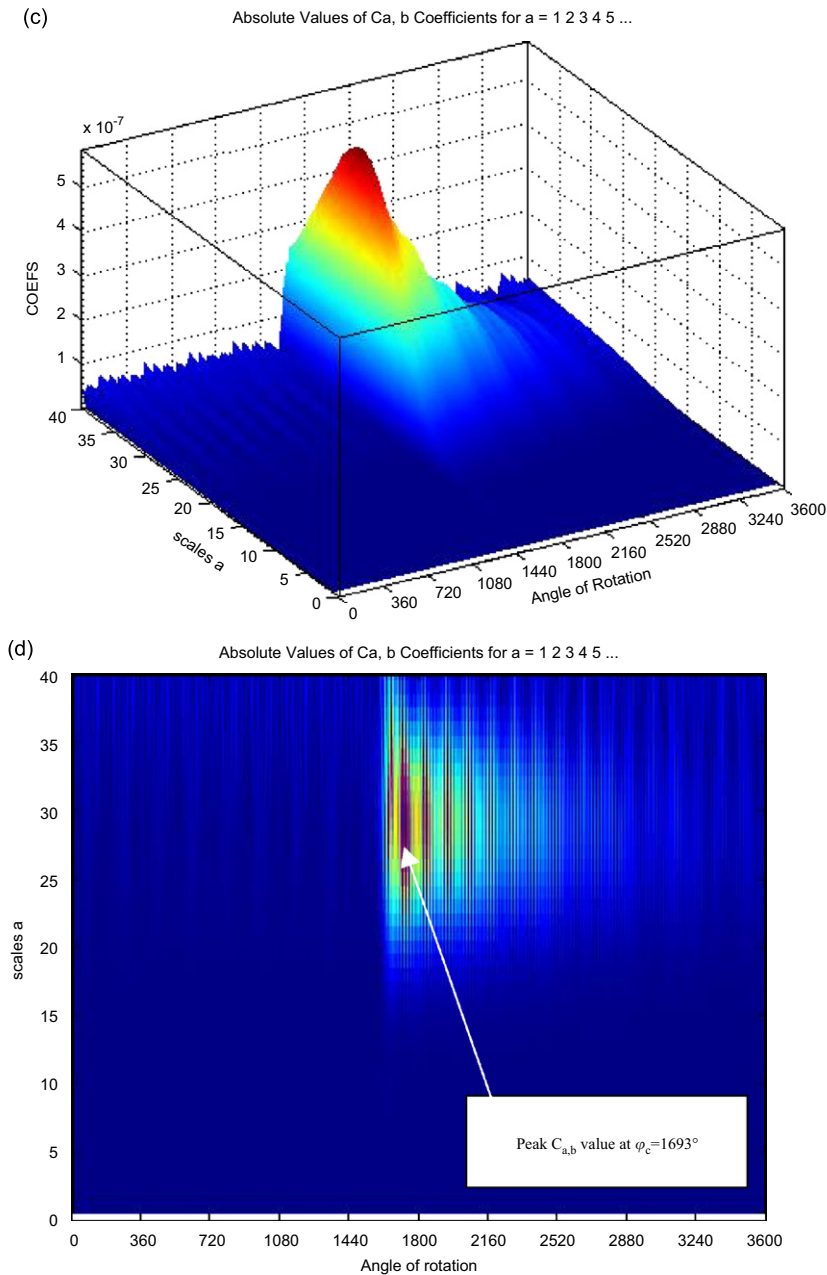 (c)
Absolute Values of Ca, b Coefficients for a = 1 2 3 4 5 ...
x 10-7
5
4
3
2
1
COEFS
40
35
30
25
20
15
10
5
0
scales a
0
360
720
1080
1440
1800
2160
2520
2880
3240
3600
Angle of Rotation
(d)
Absolute Values of Ca, b Coefficients for a = 1 2 3 4 5 ...
40
35
30
25
20
15
10
5
0
scales a
Peak Ca,b value at φc=1693°
0 360 720 1080 1440 1800 2160 2520 2880 3240 3600
Angle of rotation